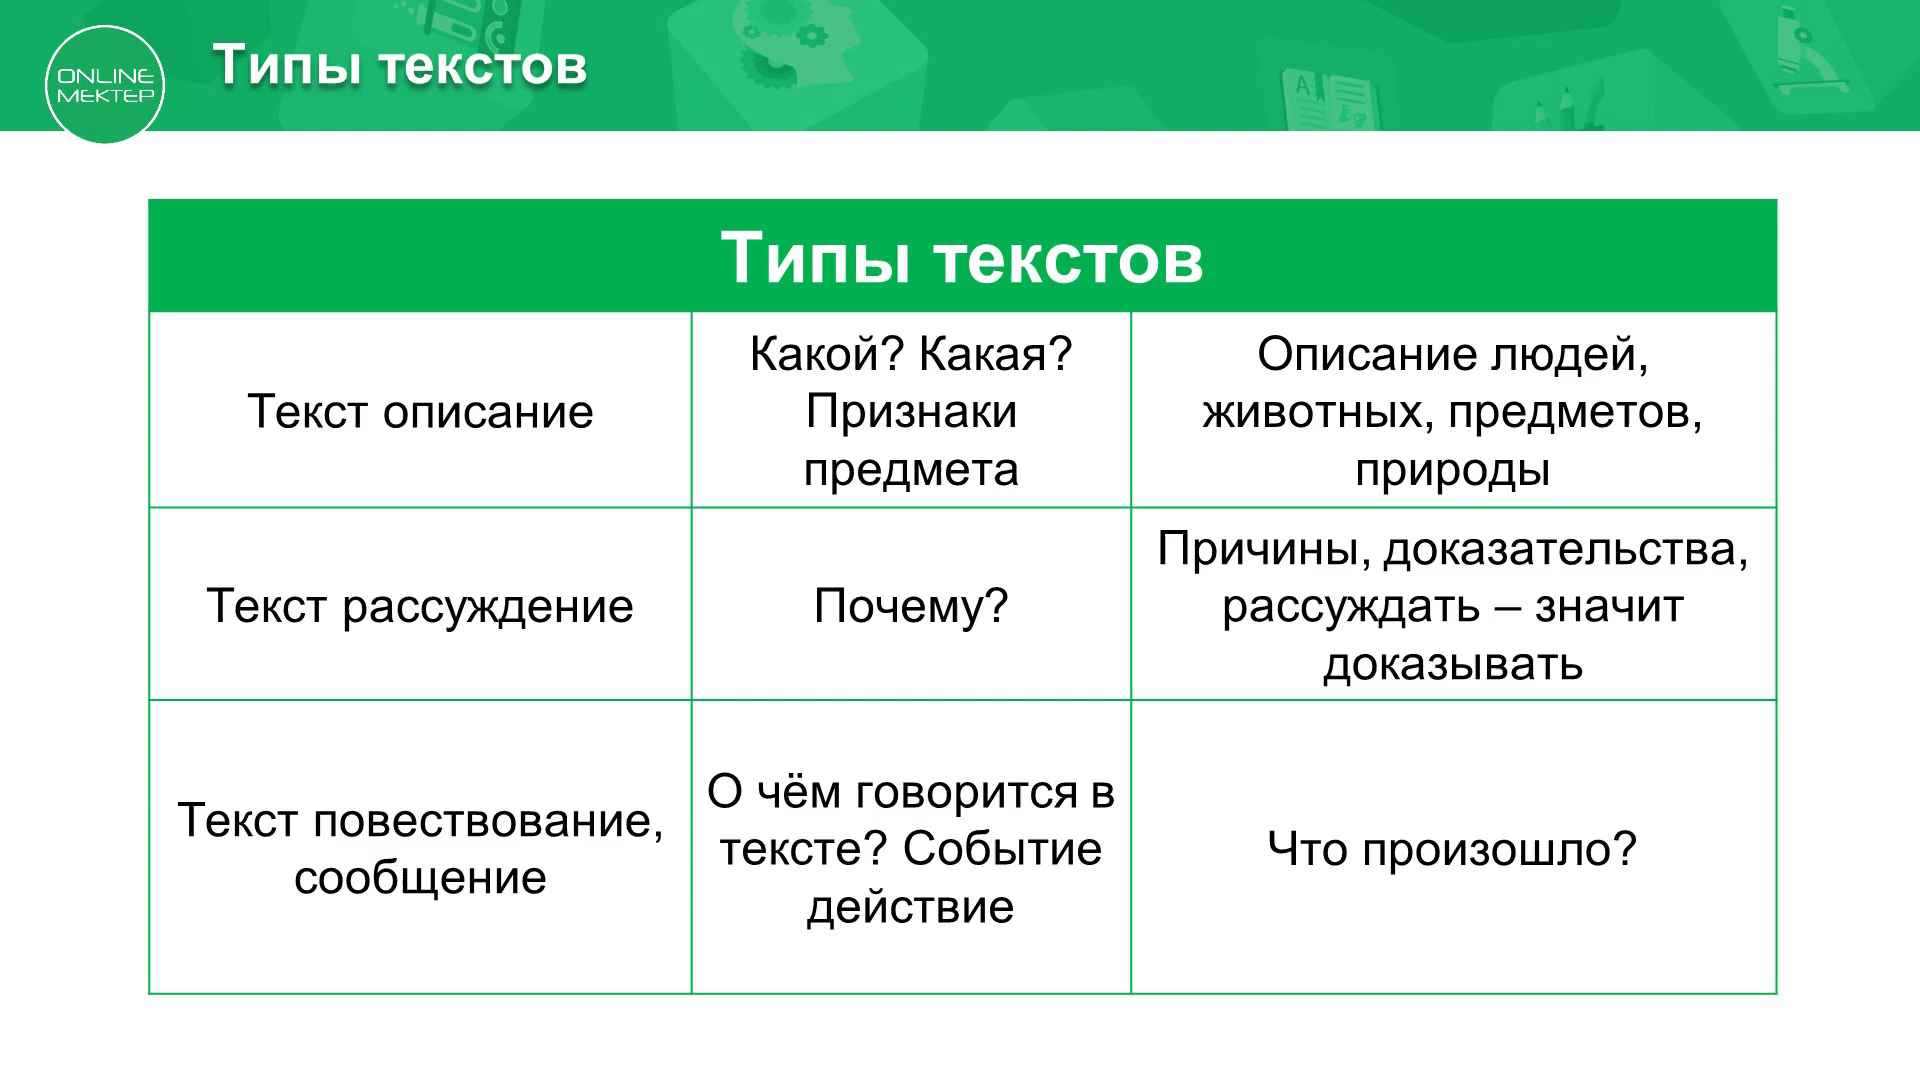 ONLINE
MEKTEP
Типы текстов
Типы текстов
Текст описание
Какой? Какая?
Признаки
предмета
Описание людей,
животных, предметов,
природы
Текст рассуждение
Почему?
Причины, доказательства,
рассуждать – значит
доказывать
Текст повествование,
сообщение
О чём говорится в
тексте? Событие
действие
Что произошло?